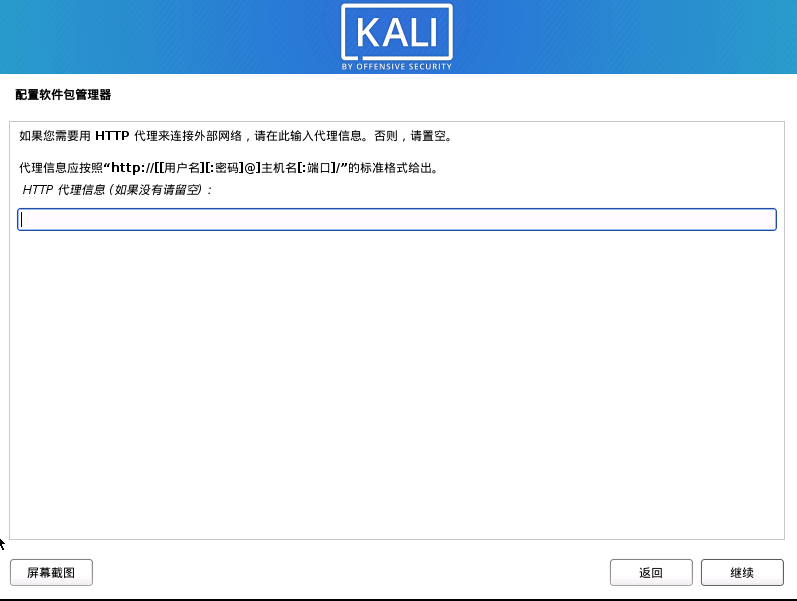 KALI
BY OFFENSIVE SECURITY
配置软件包管理器
如果您需要用 HTTP 代理来连接外部网络，请在此输入代理信息。否则，请置空。
代理信息应按照“http://[[用户名][:密码]@]主机名[:端口]/”的标准格式给出。
HTTP 代理信息 (如果没有请留空)：
屏幕截图
返回
继续